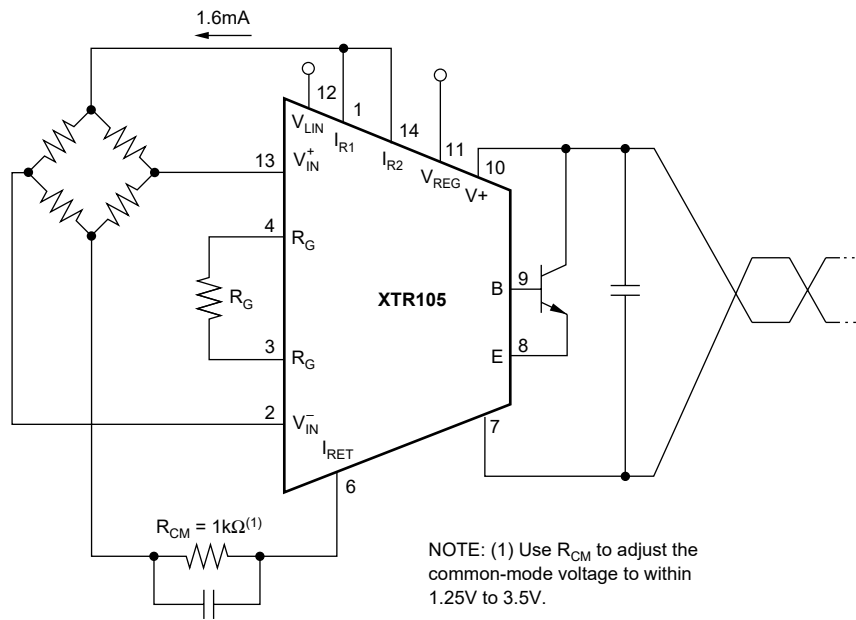 1.6mA
12
1
14
11
10
V_LIN
I_R1
I_R2
V_REG
V+
13
V_IN^+
4
R_G
R_G
XTR105
B
9
E
8
3
R_G
2
V_IN^-
I_RET
7
6
R_CM = 1kΩ(1)
NOTE: (1) Use R_CM to adjust the
common-mode voltage to within
1.25V to 3.5V.